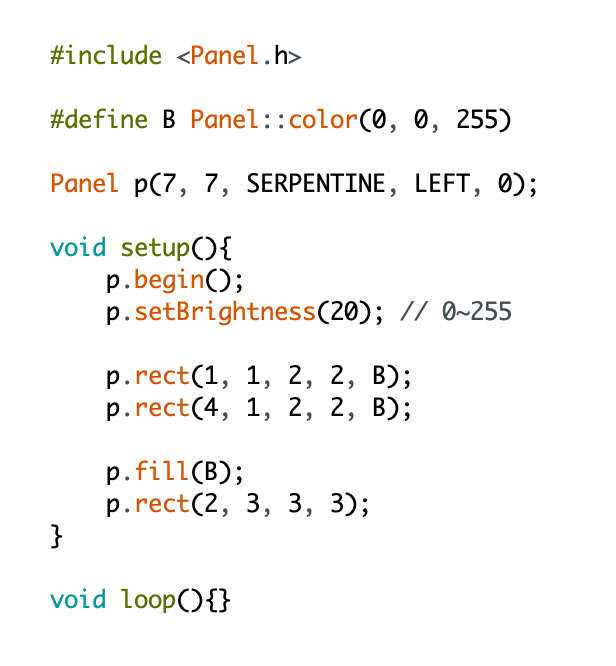 #include <Panel.h>
#define B Panel::color(0, 0, 255)
Panel p(7, 7, SERPENTINE, LEFT, 0);
void setup(){
    p.begin();
    p.setBrightness(20); // 0~255
    p.rect(1, 1, 2, 2, B);
    p.rect(4, 1, 2, 2, B);
    p.fill(B);
    p.rect(2, 3, 3, 3);
}
void loop(){}